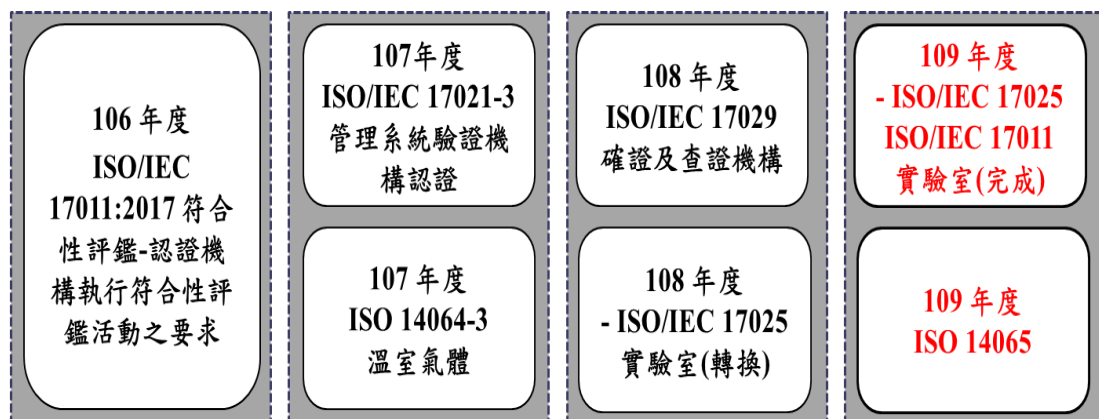 106 年度
ISO/IEC
17011:2017 符合
性評鑑-認證機
構執行符合性評
鑑活動之要求
107年度
ISO/IEC 17021-3
管理系統驗證機
構認證
107 年度
ISO 14064-3
溫室氣體
108 年度
ISO/IEC 17029
確證及查證機構
108 年度
- ISO/IEC 17025
實驗室(轉換)
109 年度
- ISO/IEC 17025
ISO/IEC 17011
實驗室(完成)
109 年度
ISO 14065